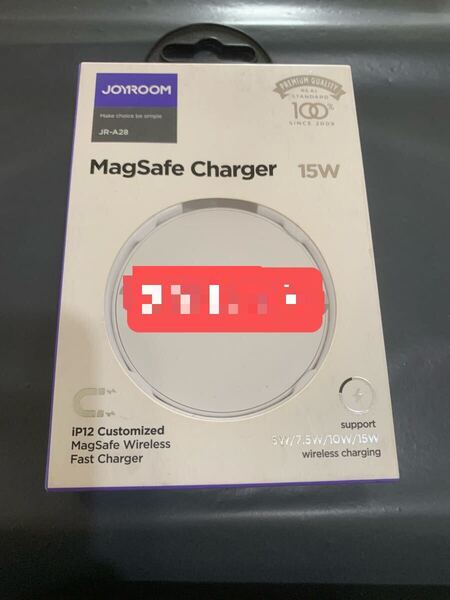 JOYROOM
Make choice be simple
JR-A28
PREMIUM QUALITY
REAL
STANDARD
100%
SINCE 2009
MagSafe Charger 15W
iP12 Customized
MagSafe Wireless
Fast Charger
support
5W/7.5W/10W/15W
wireless charging